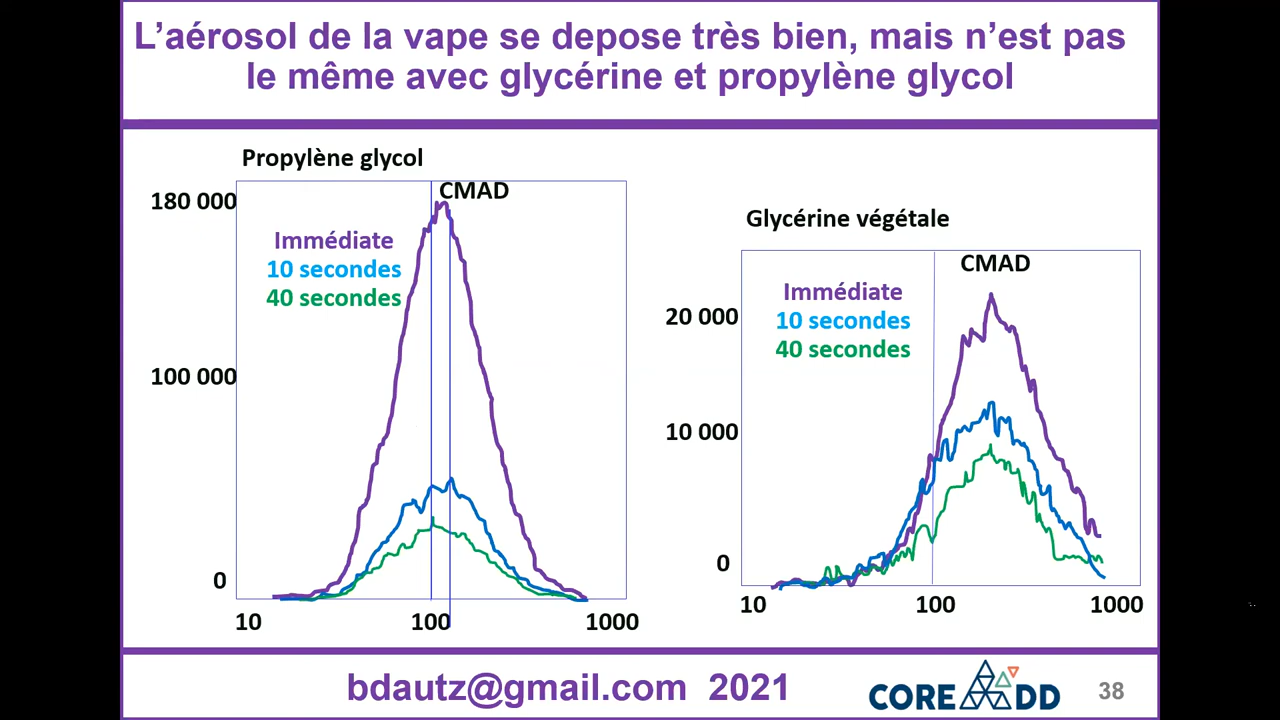 L'aérosol de la vape se depose très bien, mais n'est pas
le même avec glycérine et propylène glycol
Propylène glycol
CMAD
180 000
Immédiate
10 secondes
40 secondes
100 000
0
10
100
1000
Glycérine végétale
CMAD
Immédiate
20 000
10 secondes
40 secondes
10 000
0
10
100
1000
bdautz@gmail.com 2021
COREADD
38